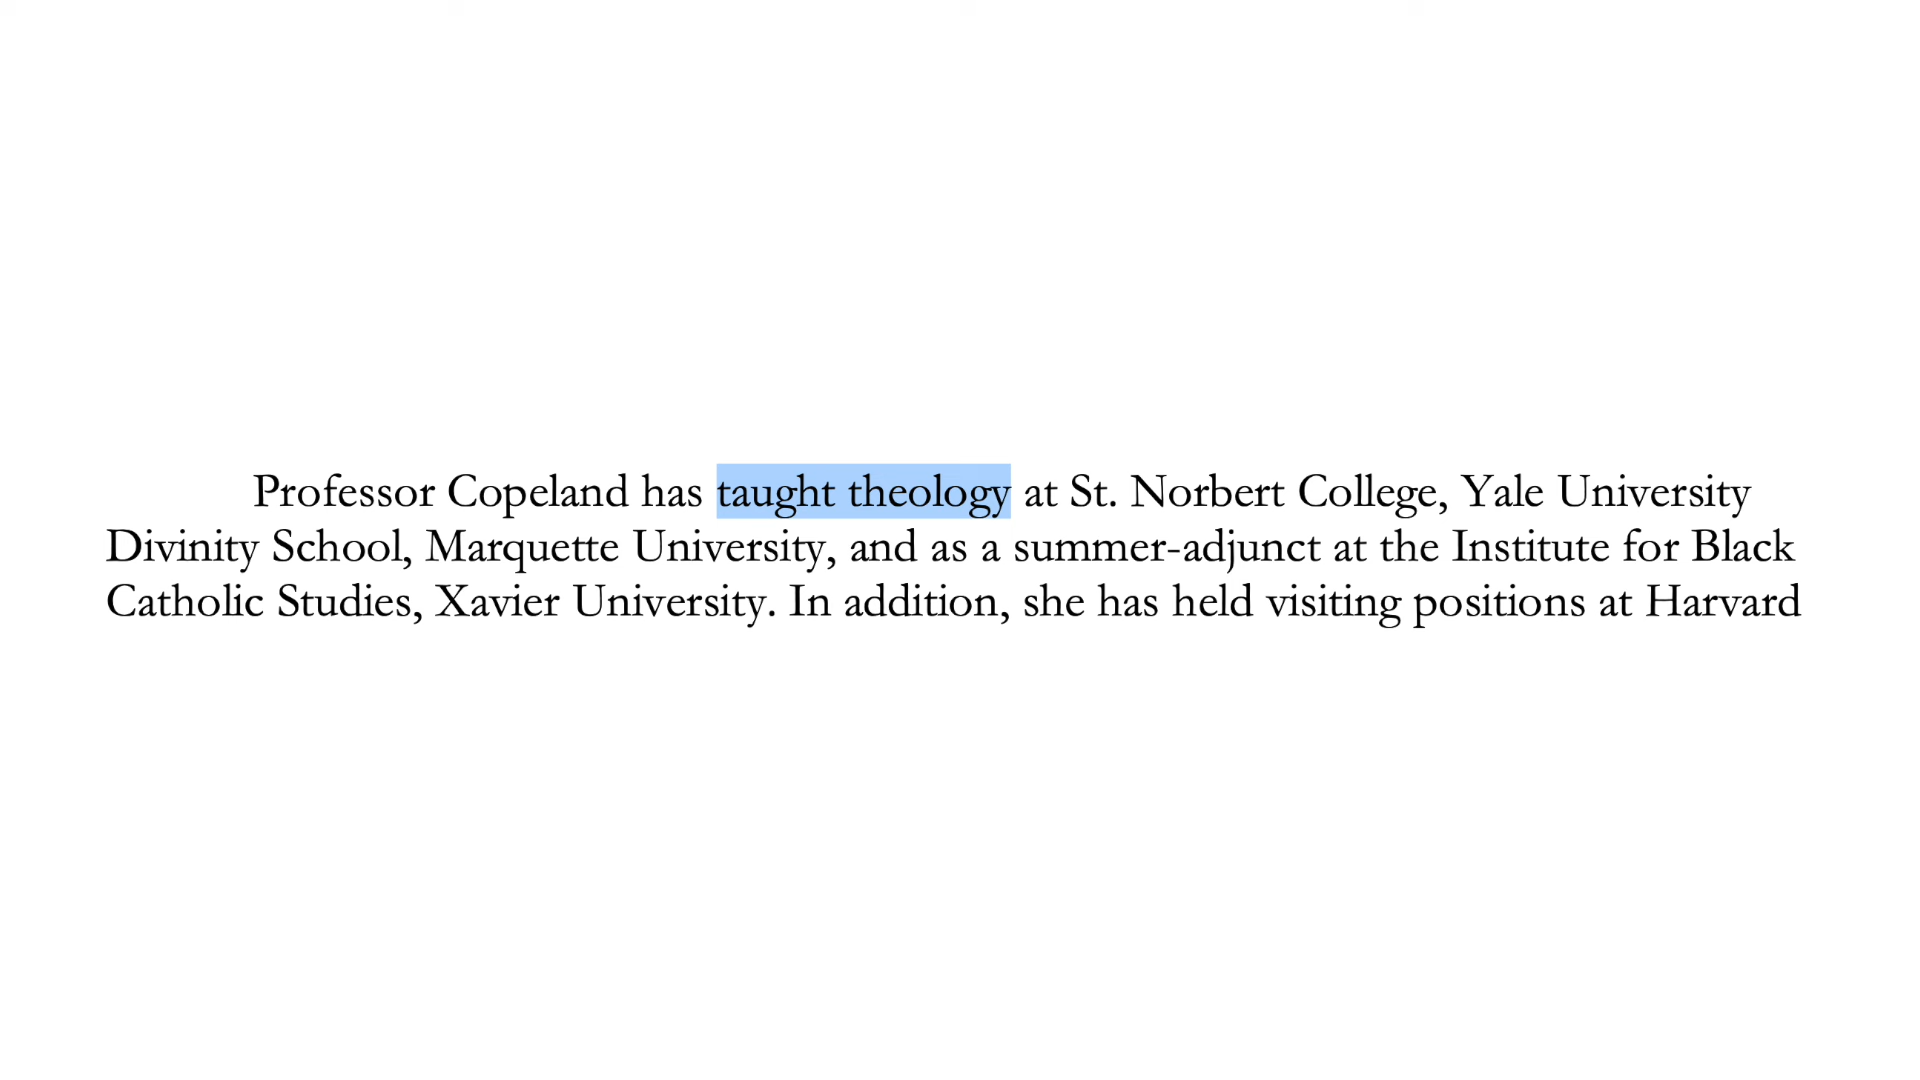 Professor Copeland has taught theology at St. Norbert College, Yale University
Divinity School, Marquette University, and as a summer-adjunct at the Institute for Black
Catholic Studies, Xavier University. In addition, she has held visiting positions at Harvard